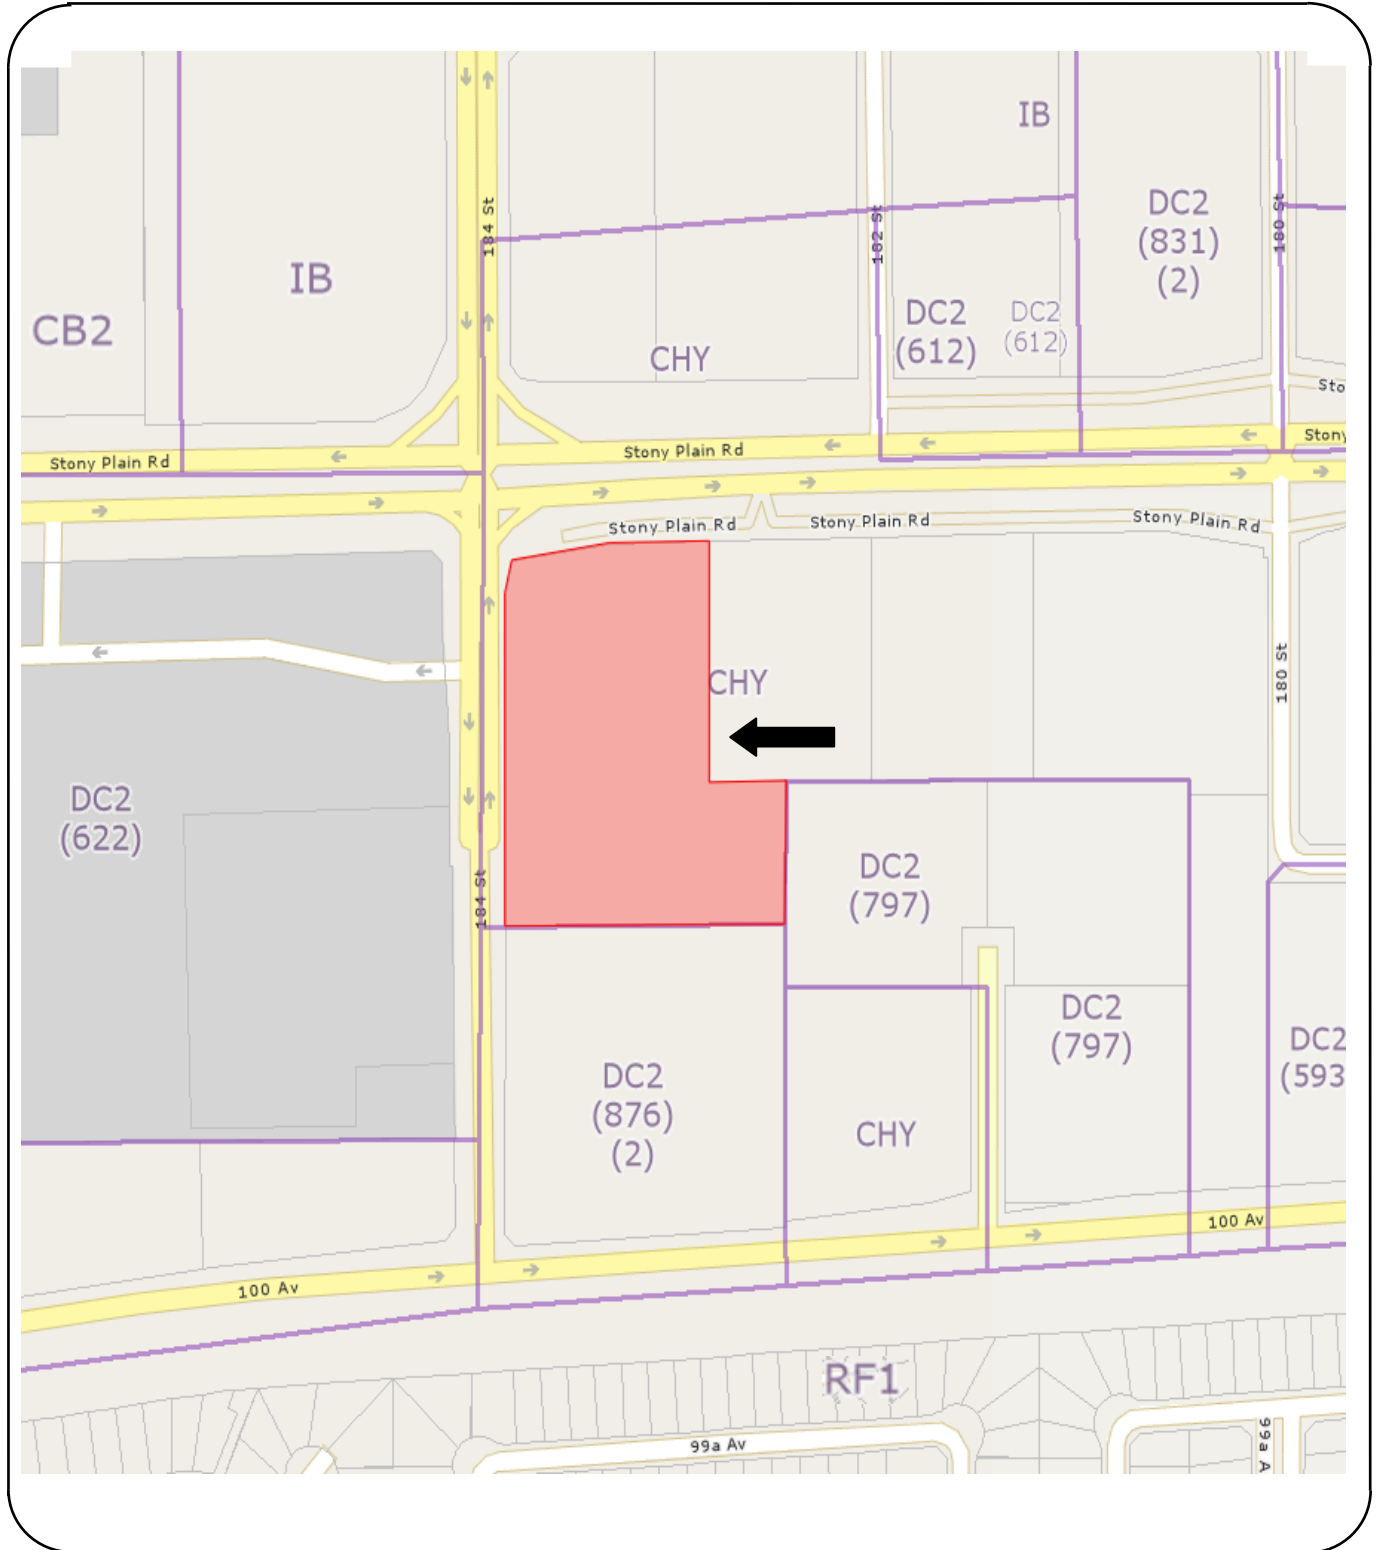 IB
184 St
182 St
180 St
DC2
(831)
(2)
IB
CB2
DC2
(612)
DC2
(612)
CHY
Sto
Stony Plain Rd
Stony Plain Rd
Stony
Stony Plain Rd
Stony Plain Rd
Stony Plain Rd
180 St
CHY
DC2
(622)
184 St
DC2
(797)
DC2
(797)
DC2
(593
DC2
(876)
(2)
CHY
100 Av
100 Av
RF1
99a Av
99a A